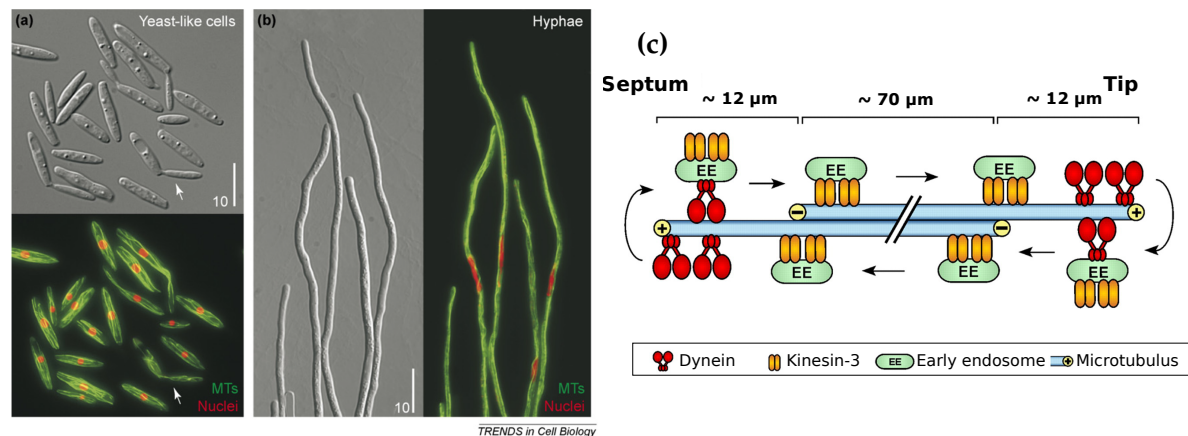 (a) Yeast-like cells
10
MTs
Nuclei
(b) Hyphae
10
MTs
Nuclei
TRENDS in Cell Biology
(c)
Septum Tip
~ 12 µm ~ 70 µm ~ 12 µm
EE EE EE
− +
+ −
EE EE EE
Dynein Kinesin-3 EE Early endosome + Microtubulus